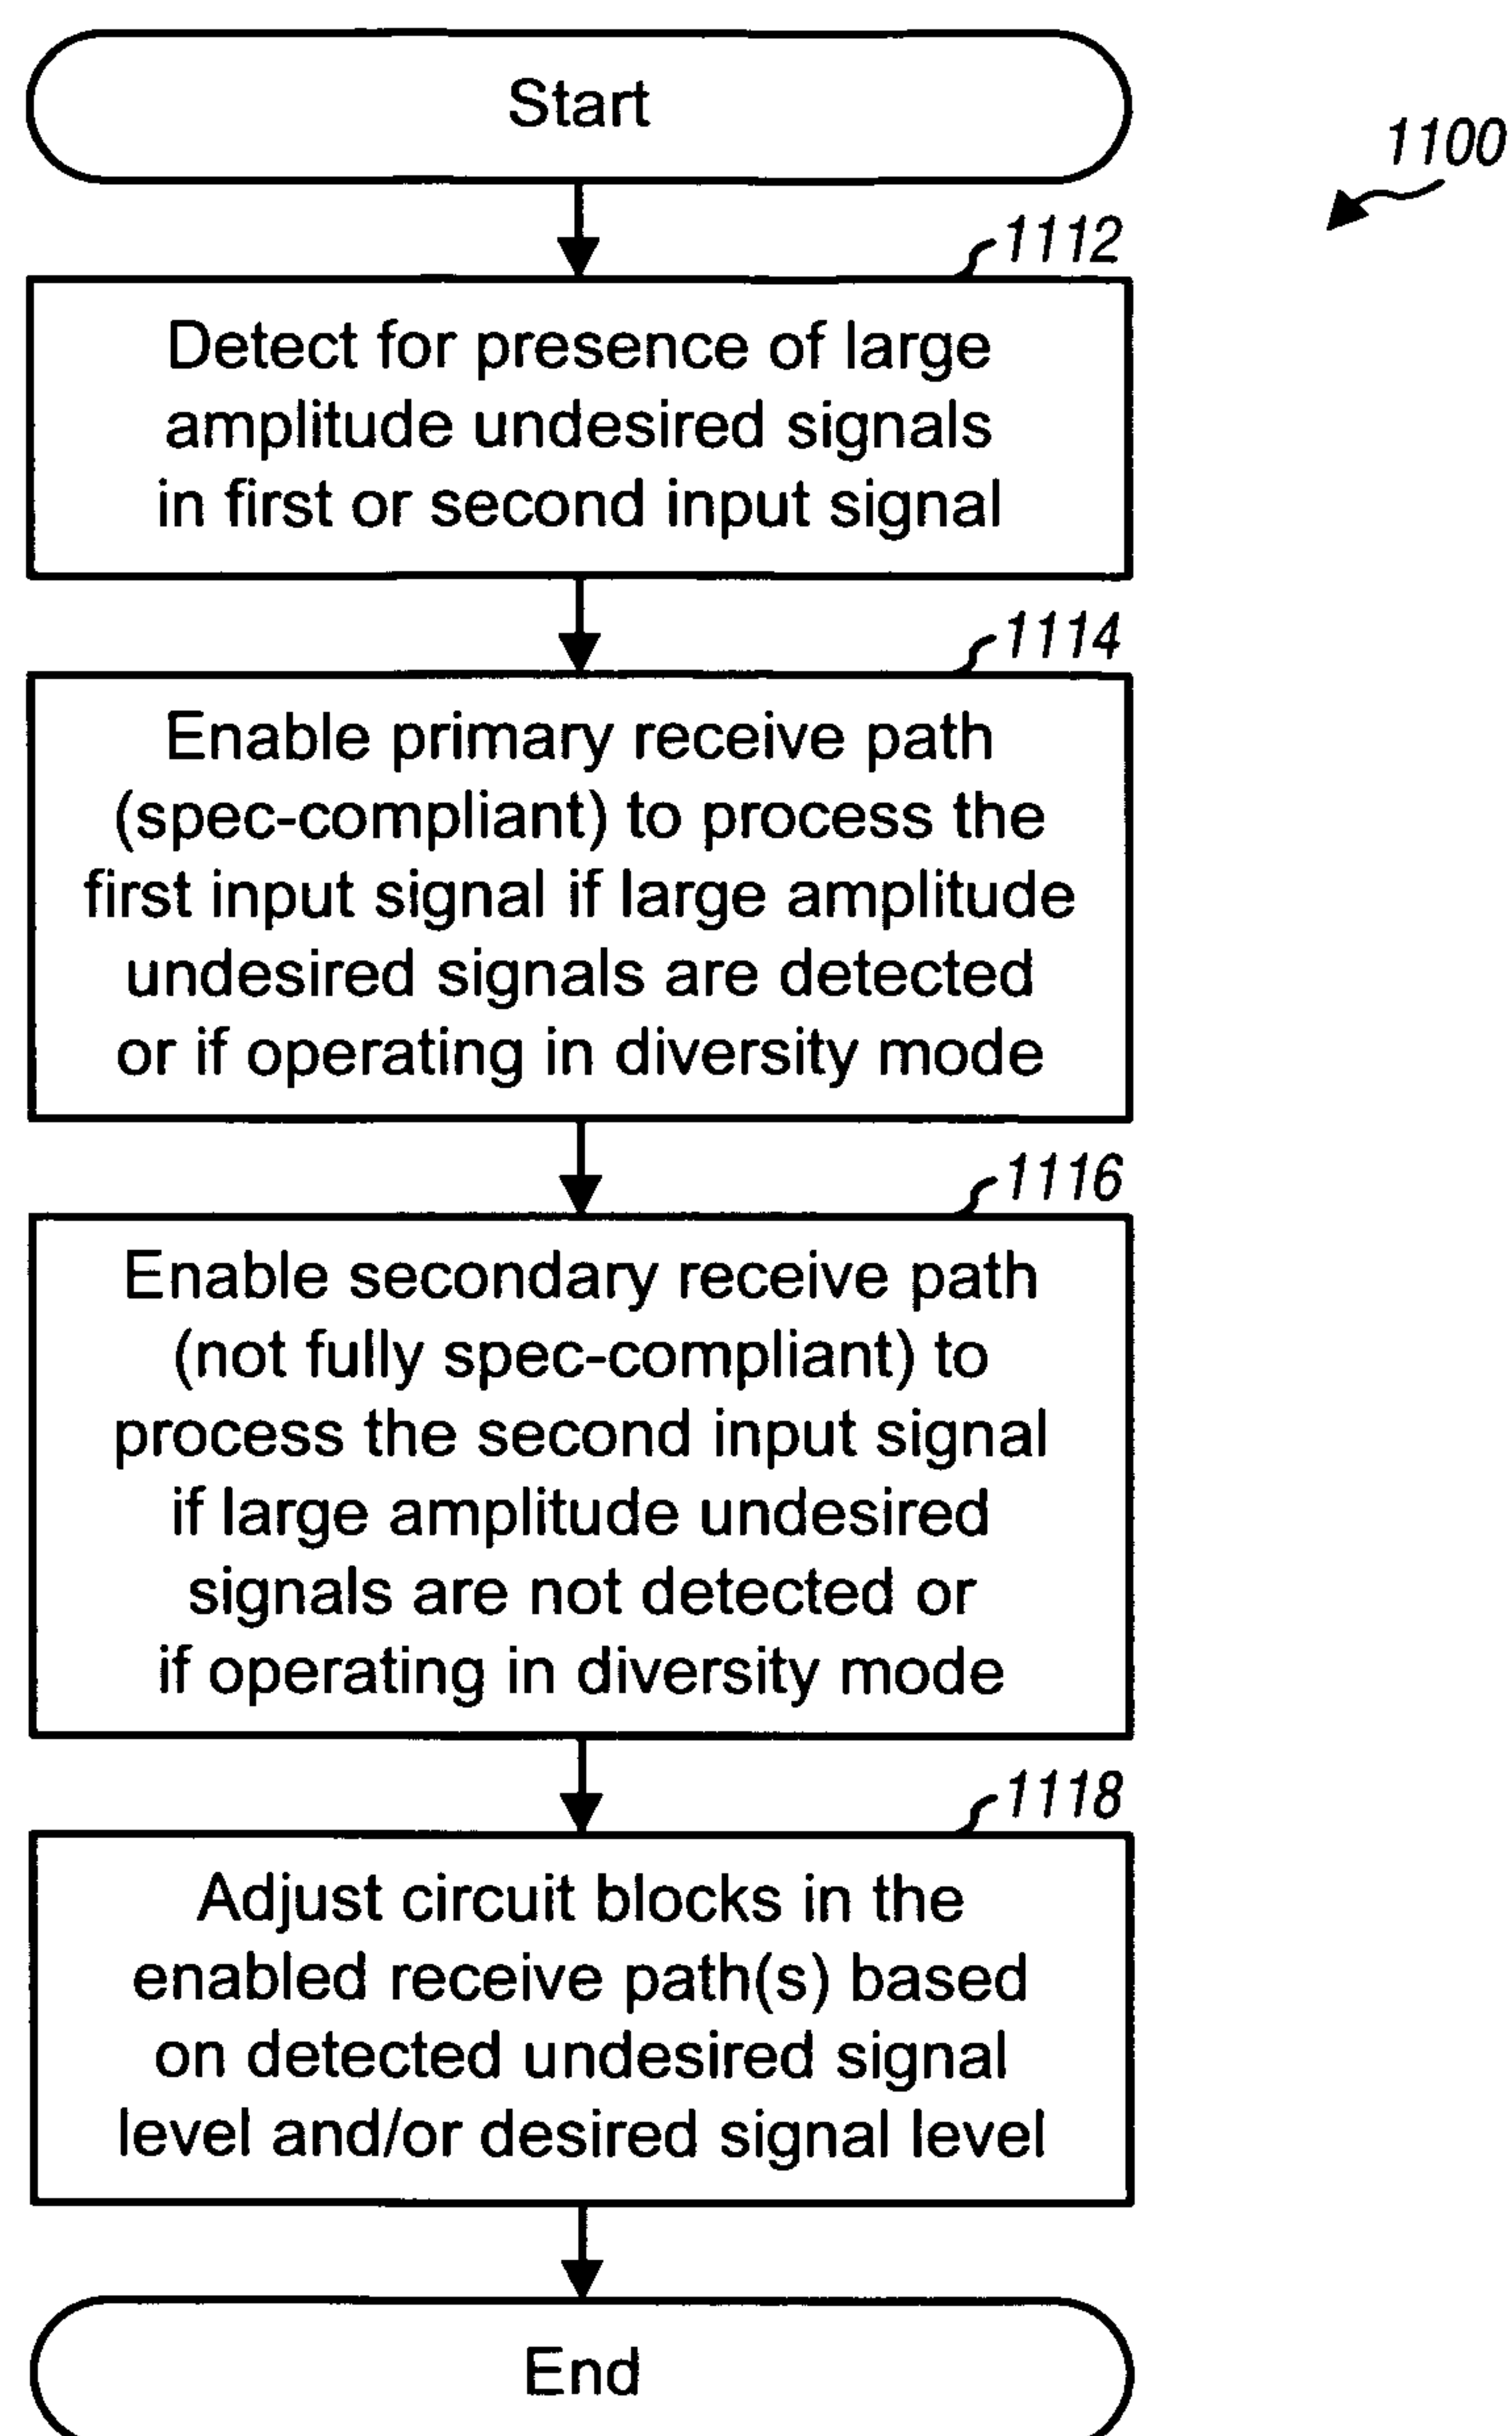 Start
1100
1112
Detect for presence of large
amplitude undesired signals
in first or second input signal
1114
Enable primary receive path
(spec-compliant) to process the
first input signal if large amplitude
undesired signals are detected
or if operating in diversity mode
1116
Enable secondary receive path
(not fully spec-compliant) to
process the second input signal
if large amplitude undesired
signals are not detected or
if operating in diversity mode
1118
Adjust circuit blocks in the
enabled receive path(s) based
on detected undesired signal
level and/or desired signal level
End